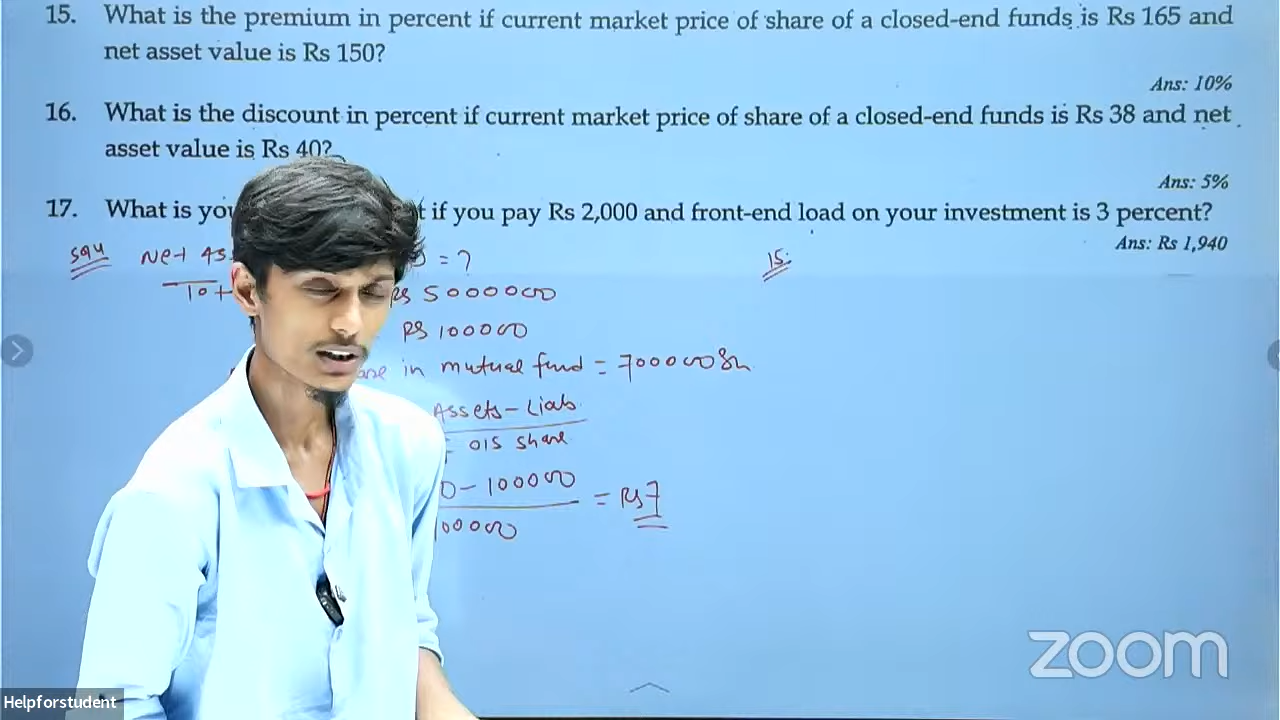 15. What is the premium in percent if current market price of share of a closed-end funds is Rs 165 and
net asset value is Rs 150?
Ans: 10%
16. What is the discount in percent if current market price of share of a closed-end funds is Rs 38 and net
asset value is Rs 40?
Ans: 5%
17. What is you if you pay Rs 2,000 and front-end load on your investment is 3 percent?
Ans: Rs 1,940
Net As = ?
15.
Tot Rs 5000000
Rs 100000
in mutual fund = 700000 Sh
Assets - Liab
O/S share
0 - 100000 = Rs 7
00000
zoom
Helpforstudent